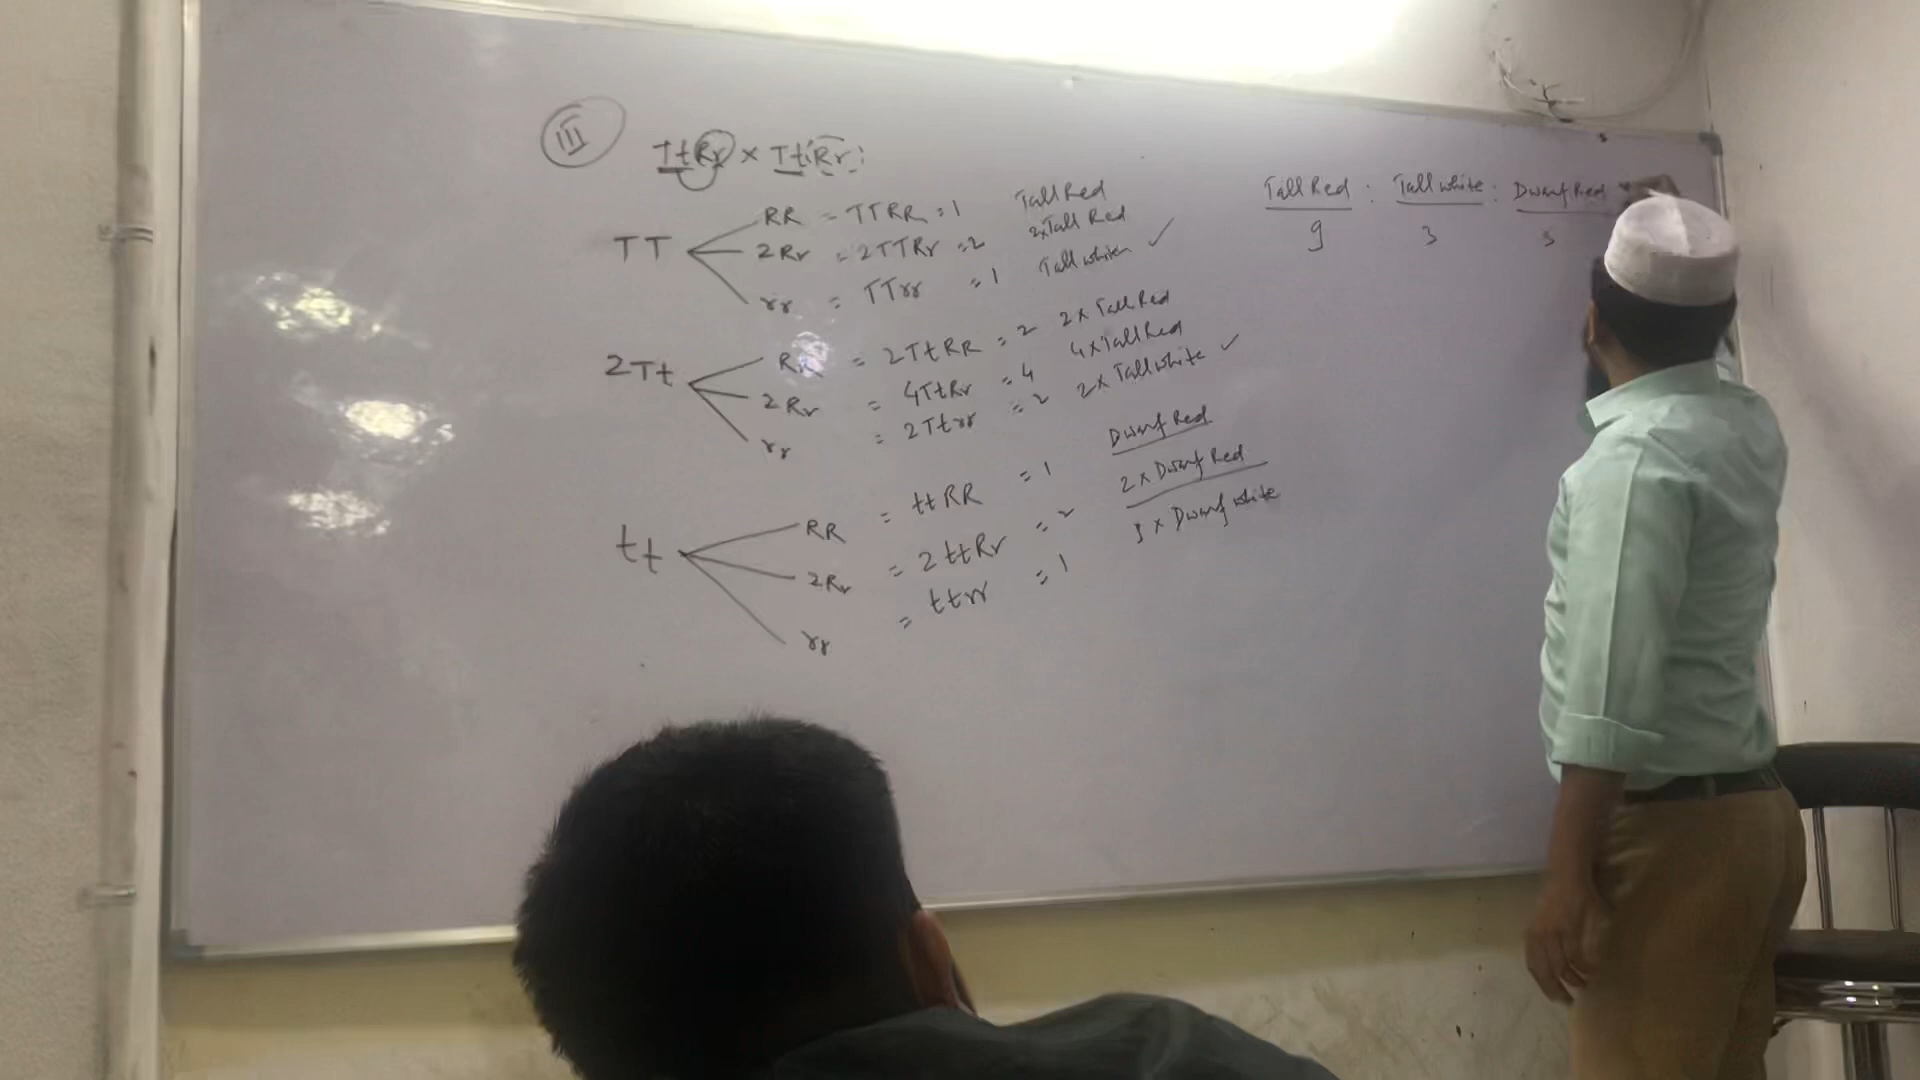 III
TtRr × TtRr :
TT
RR = TTRR = 1 Tall Red
2Rr = 2TTRr = 2 2×Tall Red
rr = TTrr = 1 Tall white ✓
2Tt
RR = 2TtRR = 2 2× Tall Red
2Rr = 4TtRr = 4 4×Tall Red
rr = 2Ttrr = 2 2× Tall white ✓
tt
RR = ttRR = 1 Dwarf Red
2Rr = 2 ttRr = 2 2× Dwarf Red
rr = ttrr = 1 × Dwarf white
Tall Red : Tall white : Dwarf Red
9 3 3